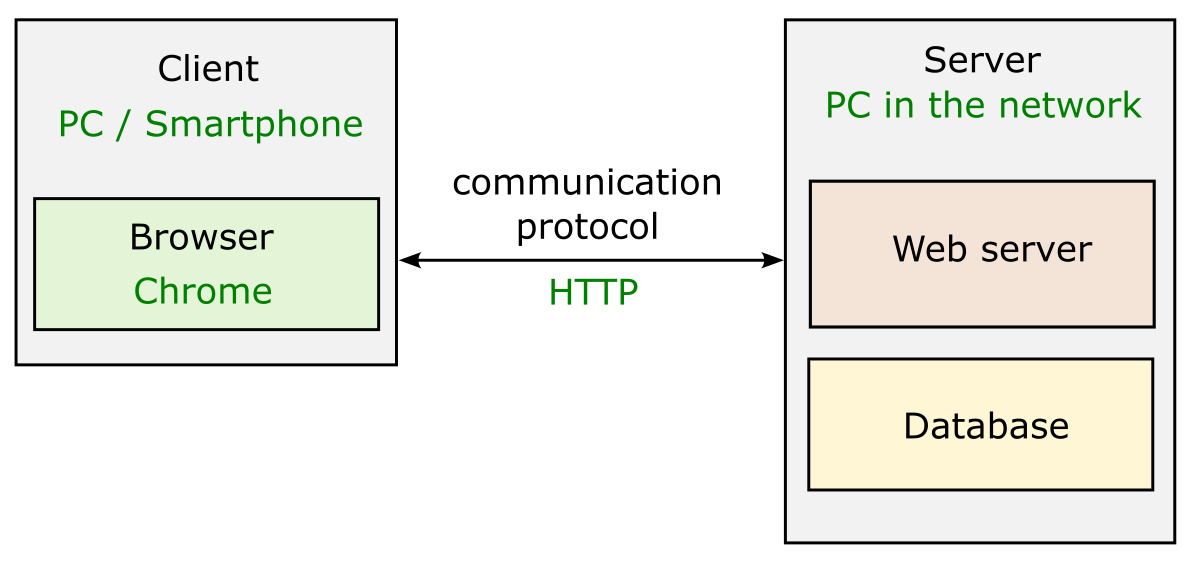 Client
PC / Smartphone
Browser
Chrome
communication
protocol
HTTP
Server
PC in the network
Web server
Database